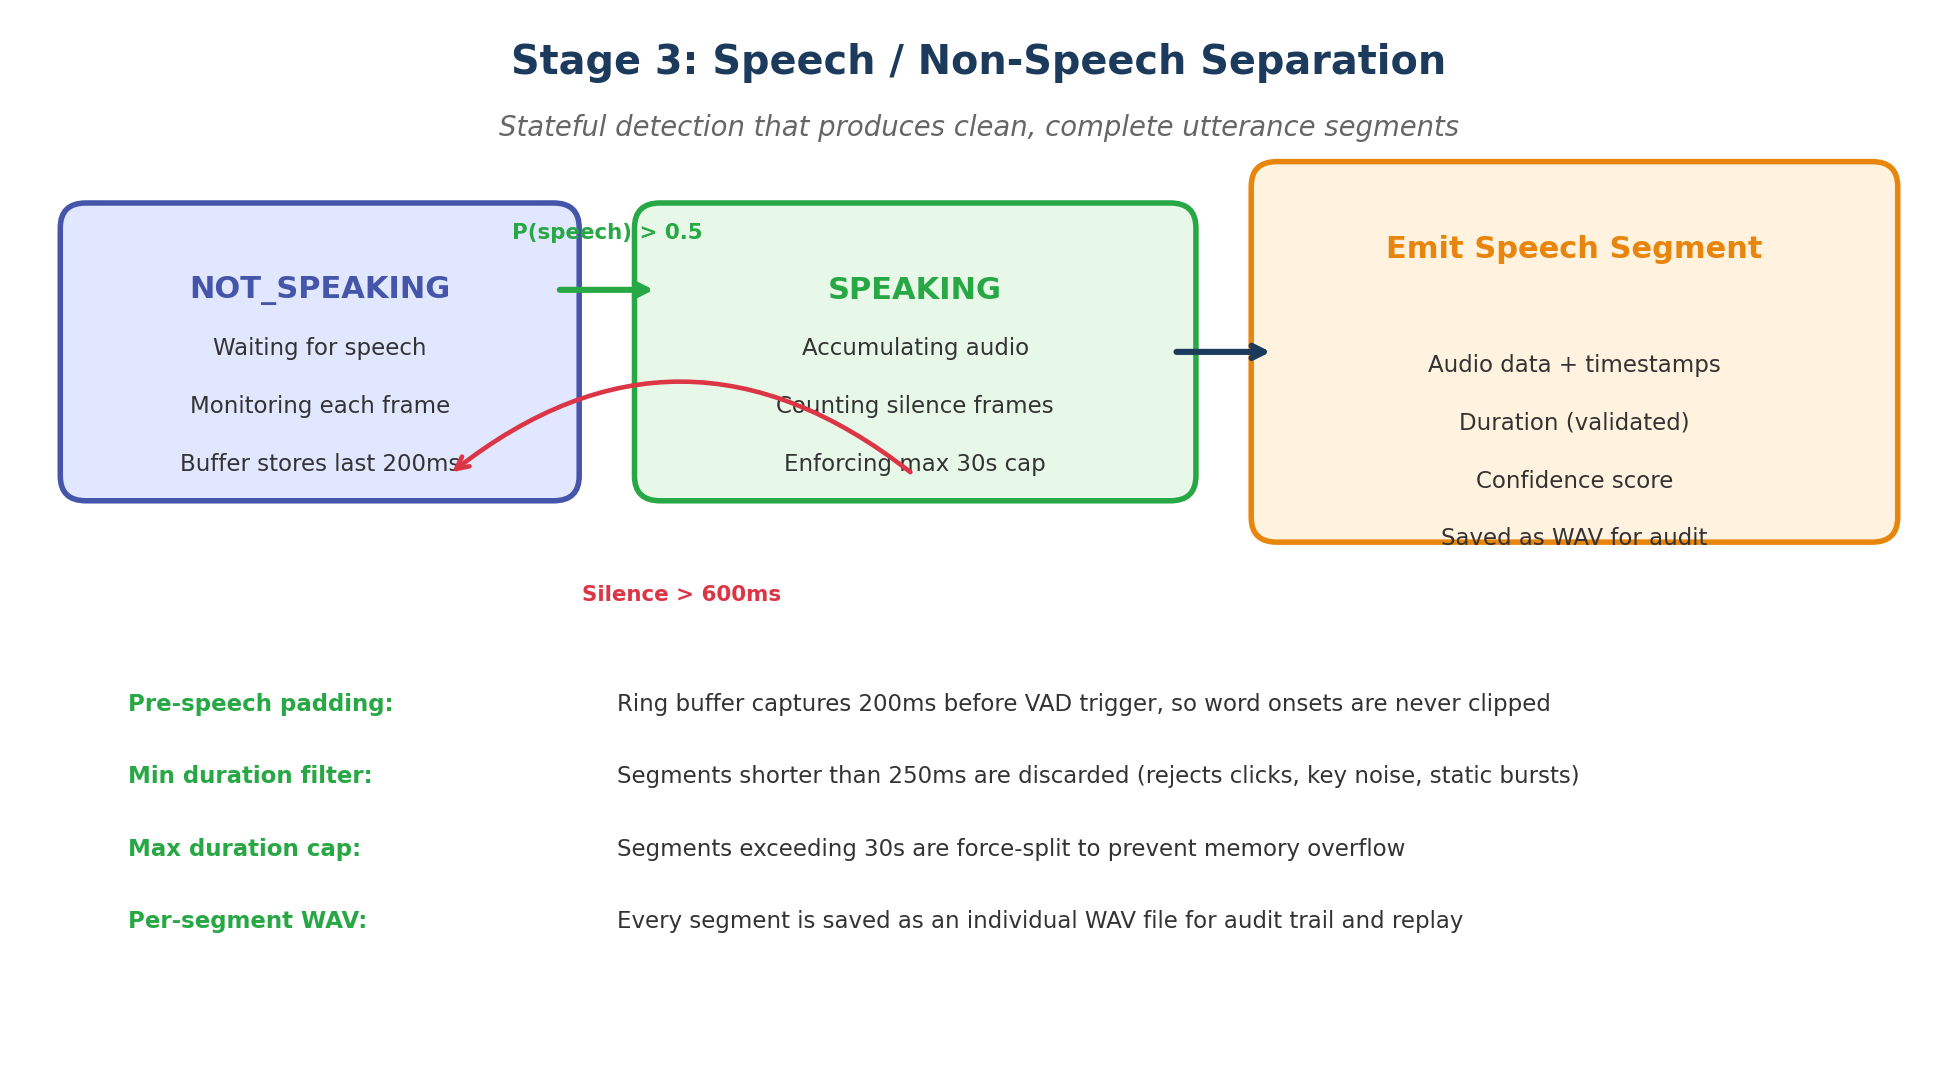 Stage 3: Speech / Non-Speech Separation
Stateful detection that produces clean, complete utterance segments
P(speech) > 0.5
NOT_SPEAKING
Waiting for speech
Monitoring each frame
Buffer stores last 200ms
SPEAKING
Accumulating audio
Counting silence frames
Enforcing max 30s cap
Emit Speech Segment
Audio data + timestamps
Duration (validated)
Confidence score
Saved as WAV for audit
Silence > 600ms
Pre-speech padding: Ring buffer captures 200ms before VAD trigger, so word onsets are never clipped
Min duration filter: Segments shorter than 250ms are discarded (rejects clicks, key noise, static bursts)
Max duration cap: Segments exceeding 30s are force-split to prevent memory overflow
Per-segment WAV: Every segment is saved as an individual WAV file for audit trail and replay